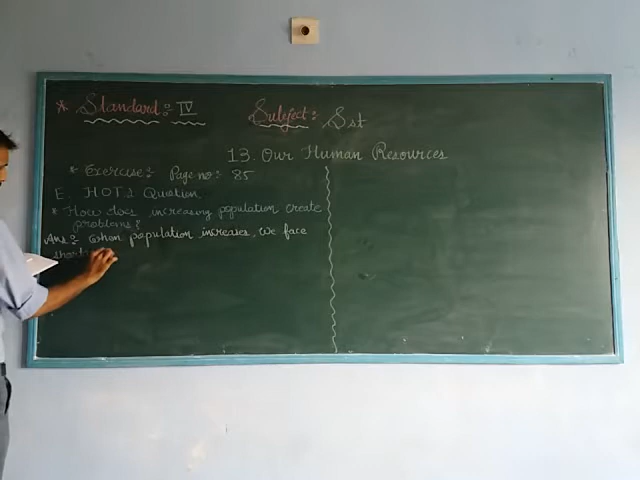 * Standard: IV Subject: Sst
13. Our Human Resources
* Exercise: Page no: 85
E. HOTS Question
* How does increasing population create
problems?
Ans: When population increases, we face